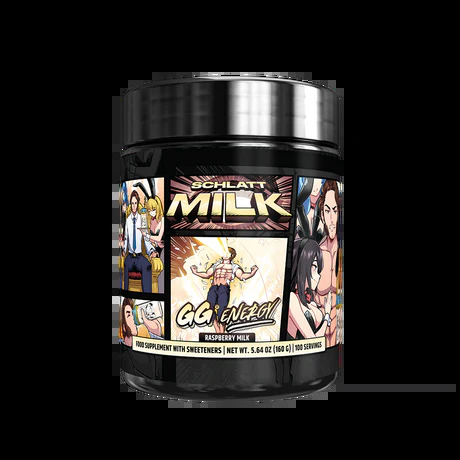 SCHLATT
MILK
GG ENERGY
RASPBERRY MILK
FOOD SUPPLEMENT WITH SWEETENERS | NET WT. 5.64 OZ (160 G) | 100 SERVINGS